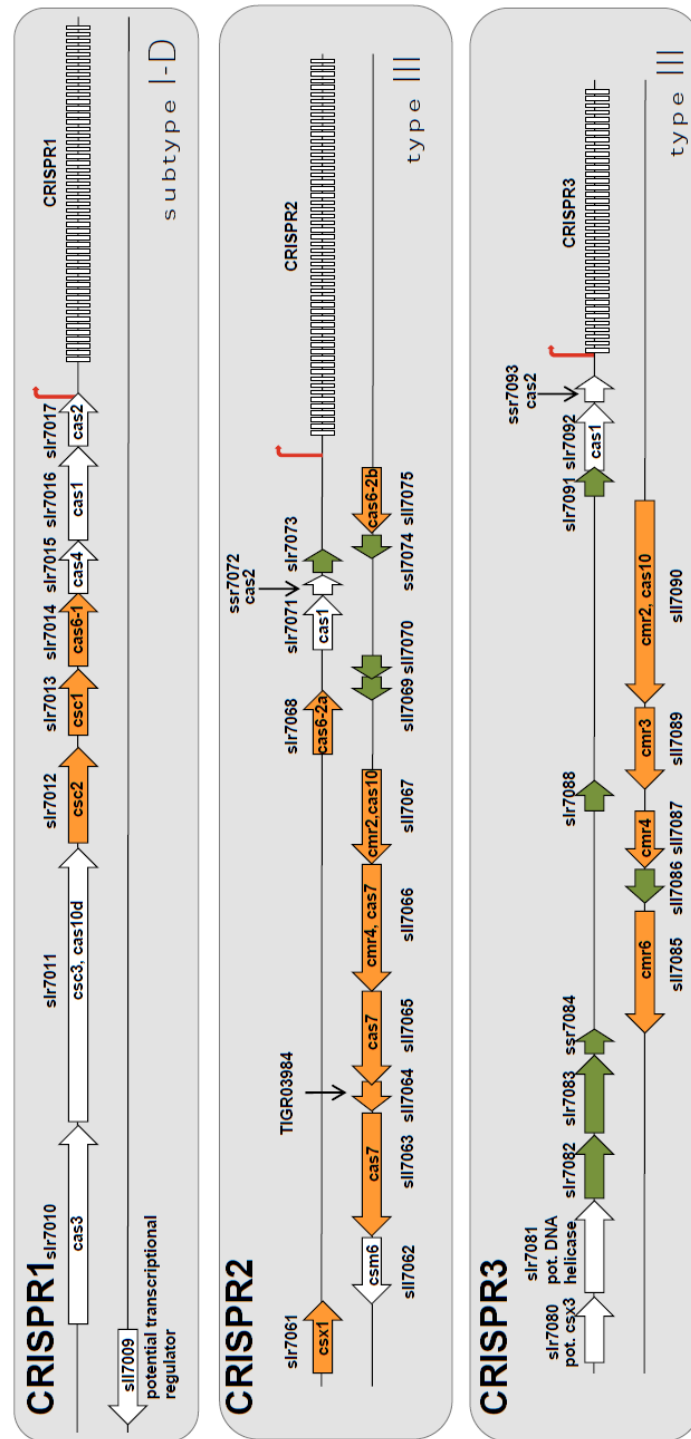 CRISPR1
slr7010
cas3
slr7011
csc3, cas10d
slr7012
csc2
slr7013
csc1
slr7014
cas6-1
slr7015
cas4
slr7016
cas1
slr7017
cas2
CRISPR1
sll7009
potential transcriptional
regulator
subtype I-D
CRISPR2
slr7061
csx1
TIGR03984
slr7068
cas6-2a
slr7071
cas1
ssr7072
cas2
slr7073
CRISPR2
csm6
sll7062
cas7
sll7063
sll7064
cas7
sll7065
cmr4, cas7
sll7066
cmr2,cas10
sll7067
sll7069
sll7070
ssl7074
cas6-2b
sll7075
type III
CRISPR3
slr7080
pot. csx3
slr7081
pot. DNA
helicase
slr7082
slr7083
ssr7084
slr7088
slr7091
slr7092
cas1
ssr7093
cas2
CRISPR3
cmr6
sll7085
sll7086
cmr4
sll7087
cmr3
sll7089
cmr2, cas10
sll7090
type III